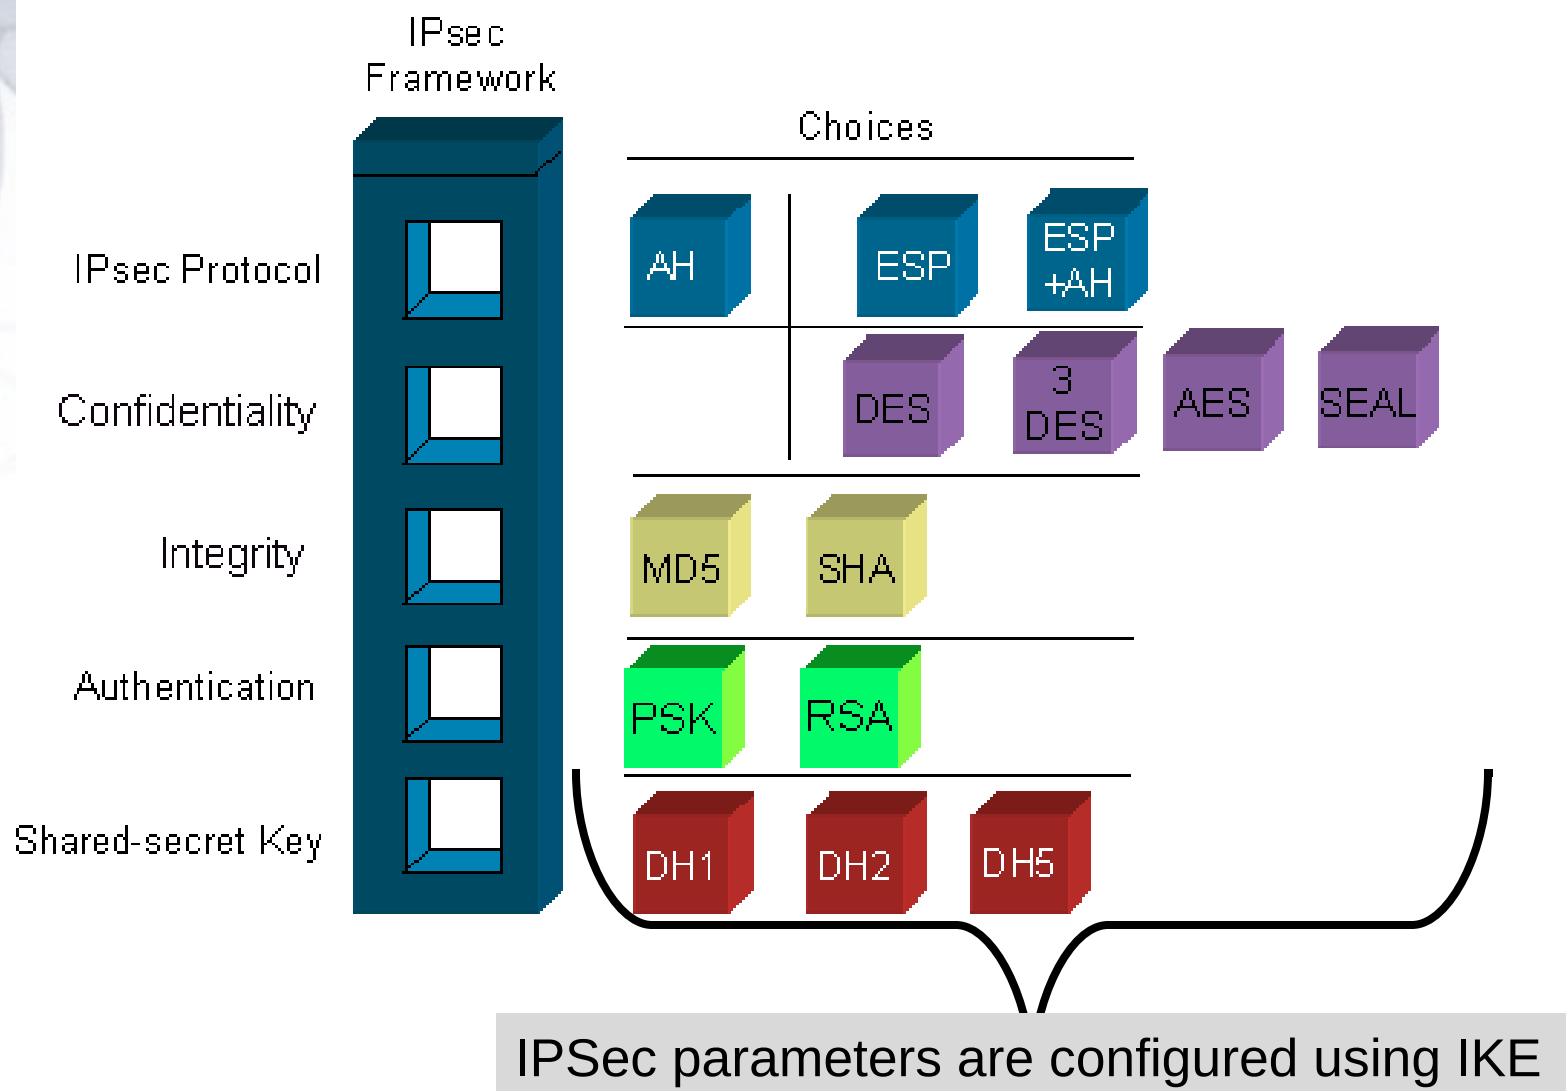 IPsec
Framework
Choices
IPsec Protocol
AH
ESP
ESP
+AH
Confidentiality
DES
3
DES
AES
SEAL
Integrity
MD5
SHA
Authentication
PSK
RSA
Shared-secret Key
DH1
DH2
DH5
IPSec parameters are configured using IKE